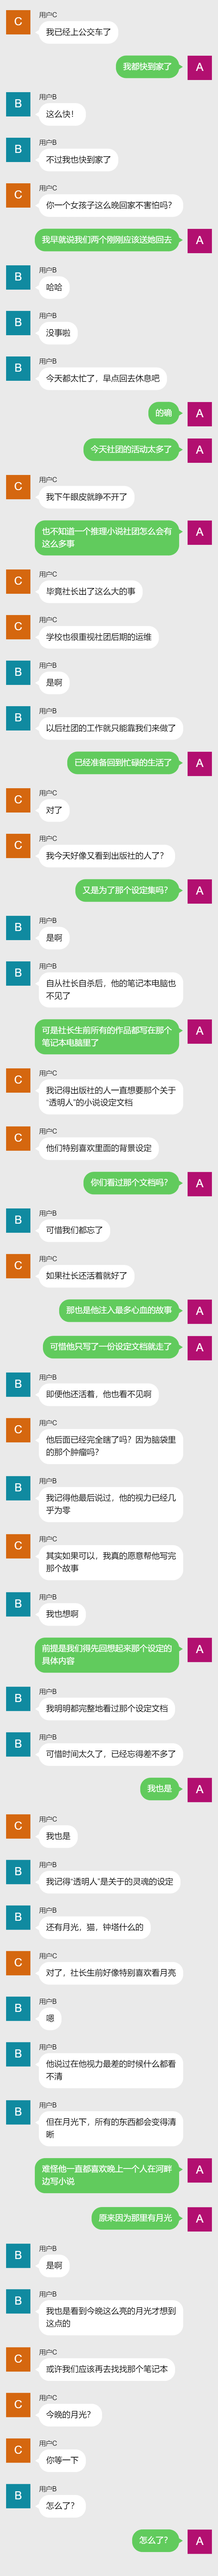 C
用户C
我已经上公交车了
我都快到家了
A
B
用户B
这么快！
B
用户B
不过我也快到家了
C
用户C
你一个女孩子这么晚回家不害怕吗？
我早就说我们两个刚刚应该送她回去
A
B
用户B
哈哈
B
用户B
没事啦
B
用户B
今天都太忙了，早点回去休息吧
的确
A
今天社团的活动太多了
A
C
用户C
我下午眼皮就睁不开了
也不知道一个推理小说社团怎么会有
这么多事
A
C
用户C
毕竟社长出了这么大的事
C
用户C
学校也很重视社团后期的运维
B
用户B
是啊
B
用户B
以后社团的工作就只能靠我们来做了
已经准备回到忙碌的生活了
A
C
用户C
对了
C
用户C
我今天好像又看到出版社的人了？
又是为了那个设定集吗？
A
B
用户B
是啊
B
用户B
自从社长自杀后，他的笔记本电脑也
不见了
可是社长生前所有的作品都写在那个
笔记本电脑里了
A
C
用户C
我记得出版社的人一直想要那个关于
“透明人”的小说设定文档
C
用户C
他们特别喜欢里面的背景设定
你们看过那个文档吗？
A
B
用户B
可惜我们都忘了
C
用户C
如果社长还活着就好了
那也是他注入最多心血的故事
A
可惜他只写了一份设定文档就走了
A
B
用户B
即便他还活着，他也看不见啊
C
用户C
他后面已经完全瞎了吗？因为脑袋里
的那个肿瘤吗？
B
用户B
我记得他最后说过，他的视力已经几
乎为零
C
用户C
其实如果可以，我真的愿意帮他写完
那个故事
B
用户B
我也想啊
前提是我们得先回想起来那个设定的
具体内容
A
B
用户B
我明明都完整地看过那个设定文档
B
用户B
可惜时间太久了，已经忘得差不多了
我也是
A
C
用户C
我也是
B
用户B
我记得“透明人”是关于的灵魂的设定
B
用户B
还有月光，猫，钟塔什么的
C
用户C
对了，社长生前好像特别喜欢看月亮
B
用户B
嗯
B
用户B
他说过在他视力最差的时候什么都看
不清
B
用户B
但在月光下，所有的东西都会变得清
晰
难怪他一直都喜欢晚上一个人在河畔
边写小说
A
原来因为那里有月光
A
B
用户B
是啊
B
用户B
我也是看到今晚这么亮的月光才想到
这点的
C
用户C
或许我们应该再去找找那个笔记本
C
用户C
今晚的月光？
C
用户C
你等一下
B
用户B
怎么了？
怎么了？
A